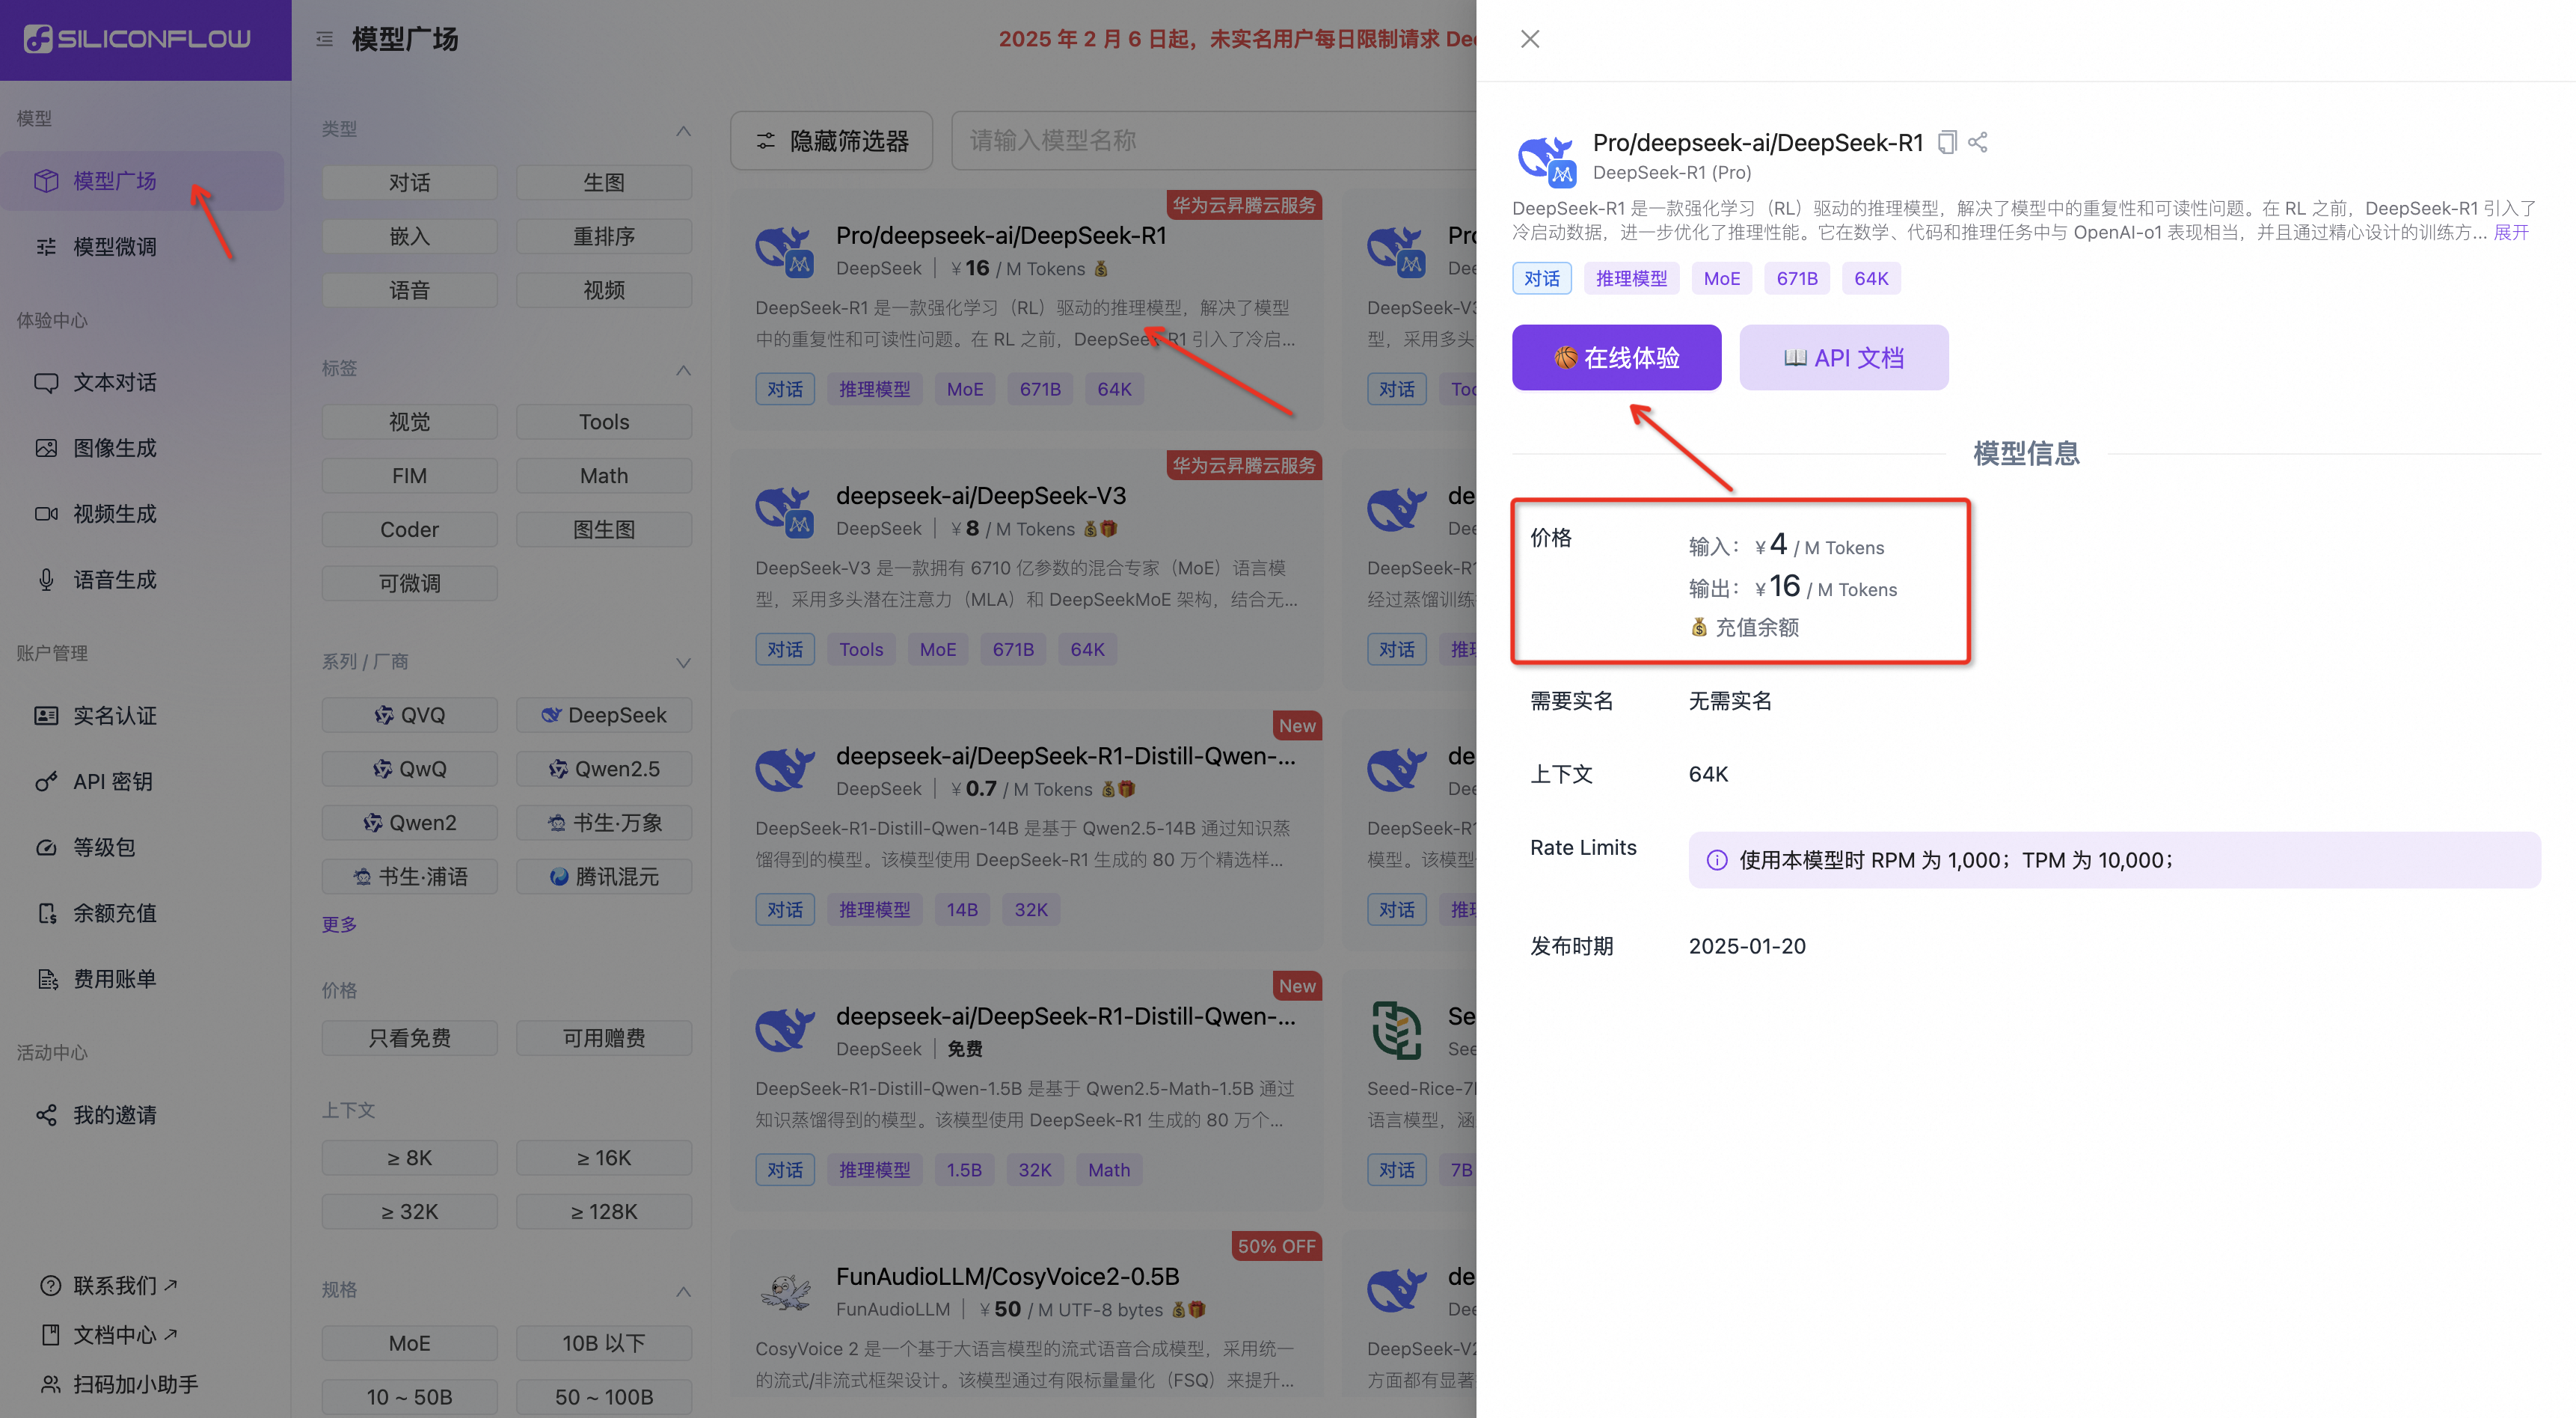 SILICONFLOW
模型
模型广场
模型微调
体验中心
文本对话
图像生成
视频生成
语音生成
账户管理
实名认证
API 密钥
等级包
余额充值
费用账单
活动中心
我的邀请
联系我们
文档中心
扫码加小助手
模型广场
2025 年 2 月 6 日起，未实名用户每日限制请求 Dee
类型
对话
生图
嵌入
重排序
语音
视频
标签
视觉
Tools
FIM
Math
Coder
图生图
可微调
系列 / 厂商
QVQ
DeepSeek
QwQ
Qwen2.5
Qwen2
书生·万象
书生·浦语
腾讯混元
更多
价格
只看免费
可用赠费
上下文
≥ 8K
≥ 16K
≥ 32K
≥ 128K
规格
MoE
10B 以下
10 ~ 50B
50 ~ 100B
隐藏筛选器
请输入模型名称
华为云昇腾云服务
Pro/deepseek-ai/DeepSeek-R1
DeepSeek | ¥ 16 / M Tokens
DeepSeek-R1 是一款强化学习（RL）驱动的推理模型，解决了模型
中的重复性和可读性问题。在 RL 之前，DeepSeek-R1 引入了冷启...
对话 推理模型 MoE 671B 64K
华为云昇腾云服务
deepseek-ai/DeepSeek-V3
DeepSeek | ¥ 8 / M Tokens
DeepSeek-V3 是一款拥有 6710 亿参数的混合专家（MoE）语言模
型，采用多头潜在注意力（MLA）和 DeepSeekMoE 架构，结合无...
对话 Tools MoE 671B 64K
New
deepseek-ai/DeepSeek-R1-Distill-Qwen-...
DeepSeek | ¥ 0.7 / M Tokens
DeepSeek-R1-Distill-Qwen-14B 是基于 Qwen2.5-14B 通过知识蒸
馏得到的模型。该模型使用 DeepSeek-R1 生成的 80 万个精选样...
对话 推理模型 14B 32K
New
deepseek-ai/DeepSeek-R1-Distill-Qwen-...
DeepSeek | 免费
DeepSeek-R1-Distill-Qwen-1.5B 是基于 Qwen2.5-Math-1.5B 通过
知识蒸馏得到的模型。该模型使用 DeepSeek-R1 生成的 80 万个...
对话 推理模型 1.5B 32K Math
50% OFF
FunAudioLLM/CosyVoice2-0.5B
FunAudioLLM | ¥ 50 / M UTF-8 bytes
CosyVoice 2 是一个基于大语言模型的流式语音合成模型，采用统一
的流式/非流式框架设计。该模型通过有限标量量化（FSQ）来提升...
Pro
Dee
DeepSeek-V3
型，采用多头
对话 Too
de
Dee
DeepSeek-R1
经过蒸馏训练
对话 推理
de
Dee
DeepSeek-R1
模型。该模型
对话 推理
Se
See
Seed-Rice-7
语言模型，涵
对话 7B
de
Dee
DeepSeek-V2
方面都有显著
Pro/deepseek-ai/DeepSeek-R1
DeepSeek-R1 (Pro)
DeepSeek-R1 是一款强化学习（RL）驱动的推理模型，解决了模型中的重复性和可读性问题。在 RL 之前，DeepSeek-R1 引入了
冷启动数据，进一步优化了推理性能。它在数学、代码和推理任务中与 OpenAI-o1 表现相当，并且通过精心设计的训练方... 展开
对话 推理模型 MoE 671B 64K
在线体验
API 文档
模型信息
价格
输入： ¥ 4 / M Tokens
输出： ¥ 16 / M Tokens
充值余额
需要实名 无需实名
上下文 64K
Rate Limits 使用本模型时 RPM 为 1,000；TPM 为 10,000；
发布时期 2025-01-20